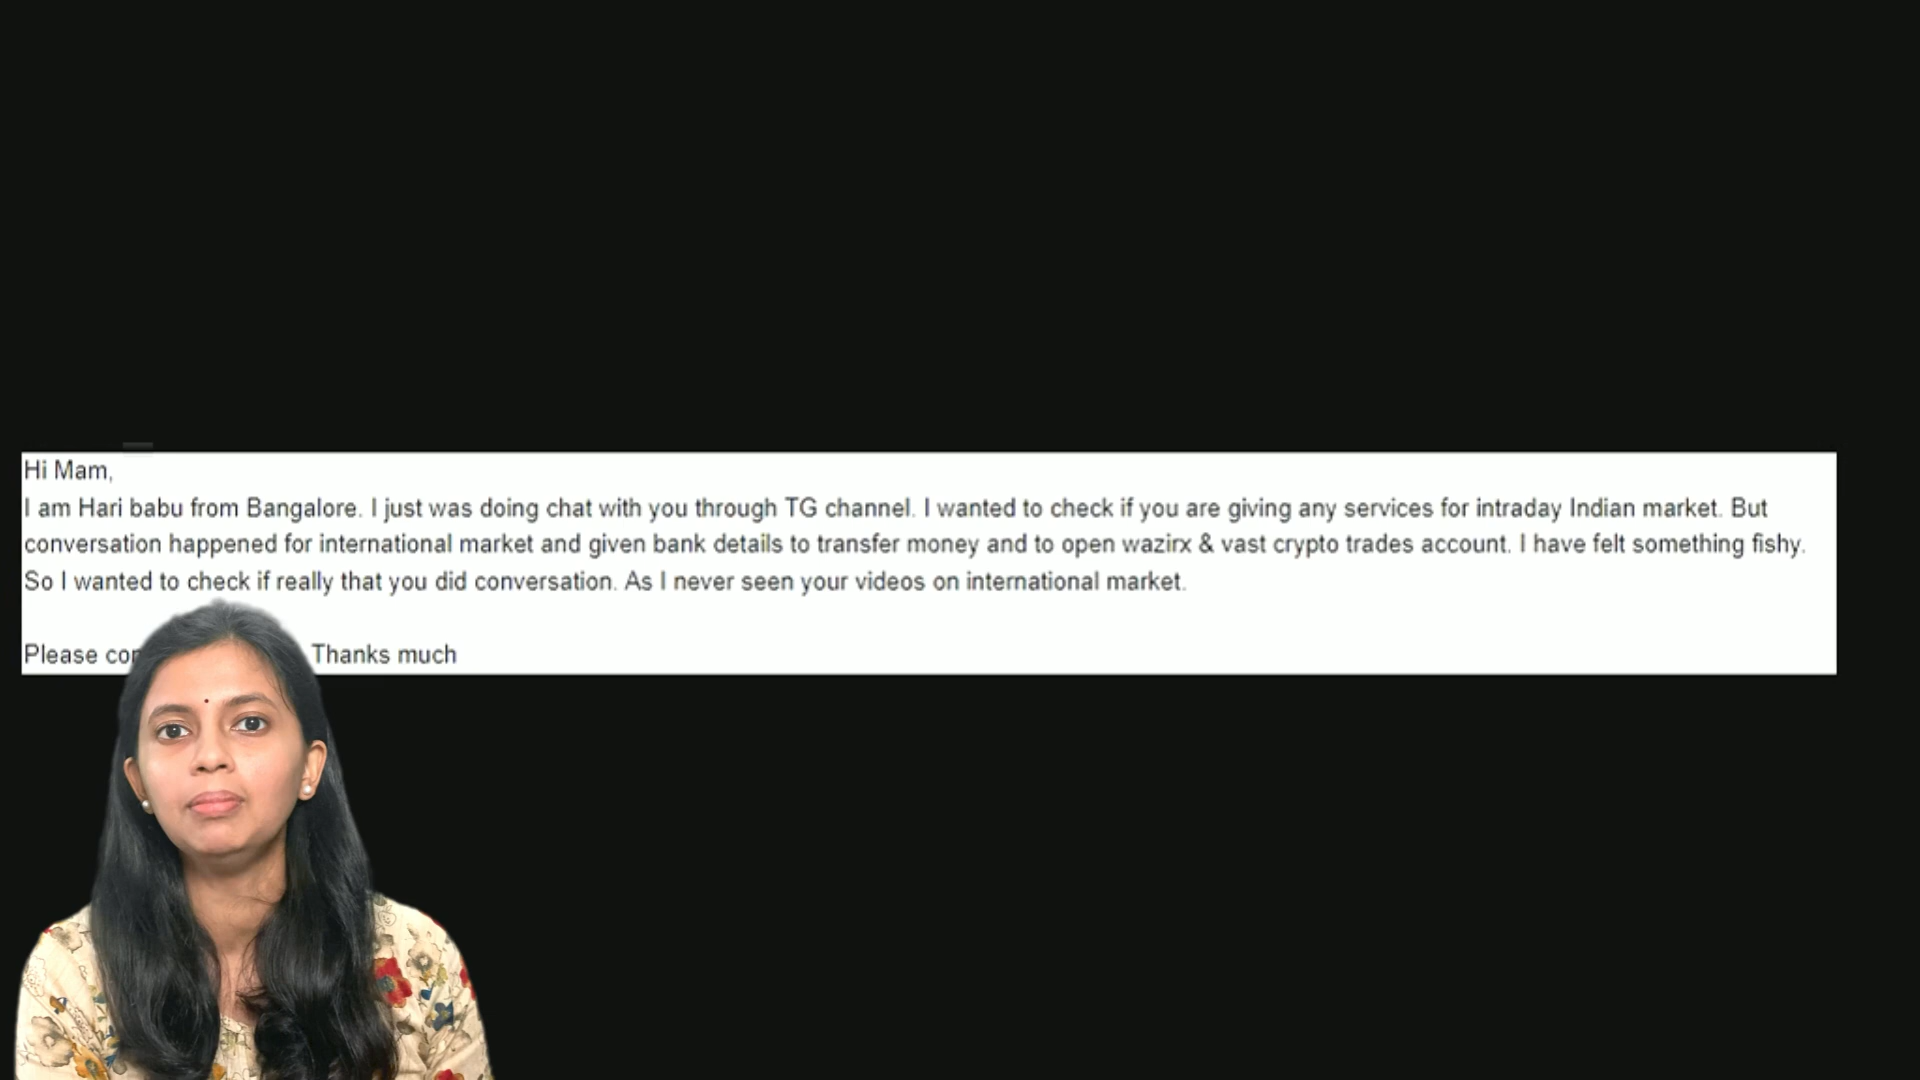 Hi Mam,
I am Hari babu from Bangalore. I just was doing chat with you through TG channel. I wanted to check if you are giving any services for intraday Indian market. But
conversation happened for international market and given bank details to transfer money and to open wazirx & vast crypto trades account. I have felt something fishy.
So I wanted to check if really that you did conversation. As I never seen your videos on international market.
Please Thanks much